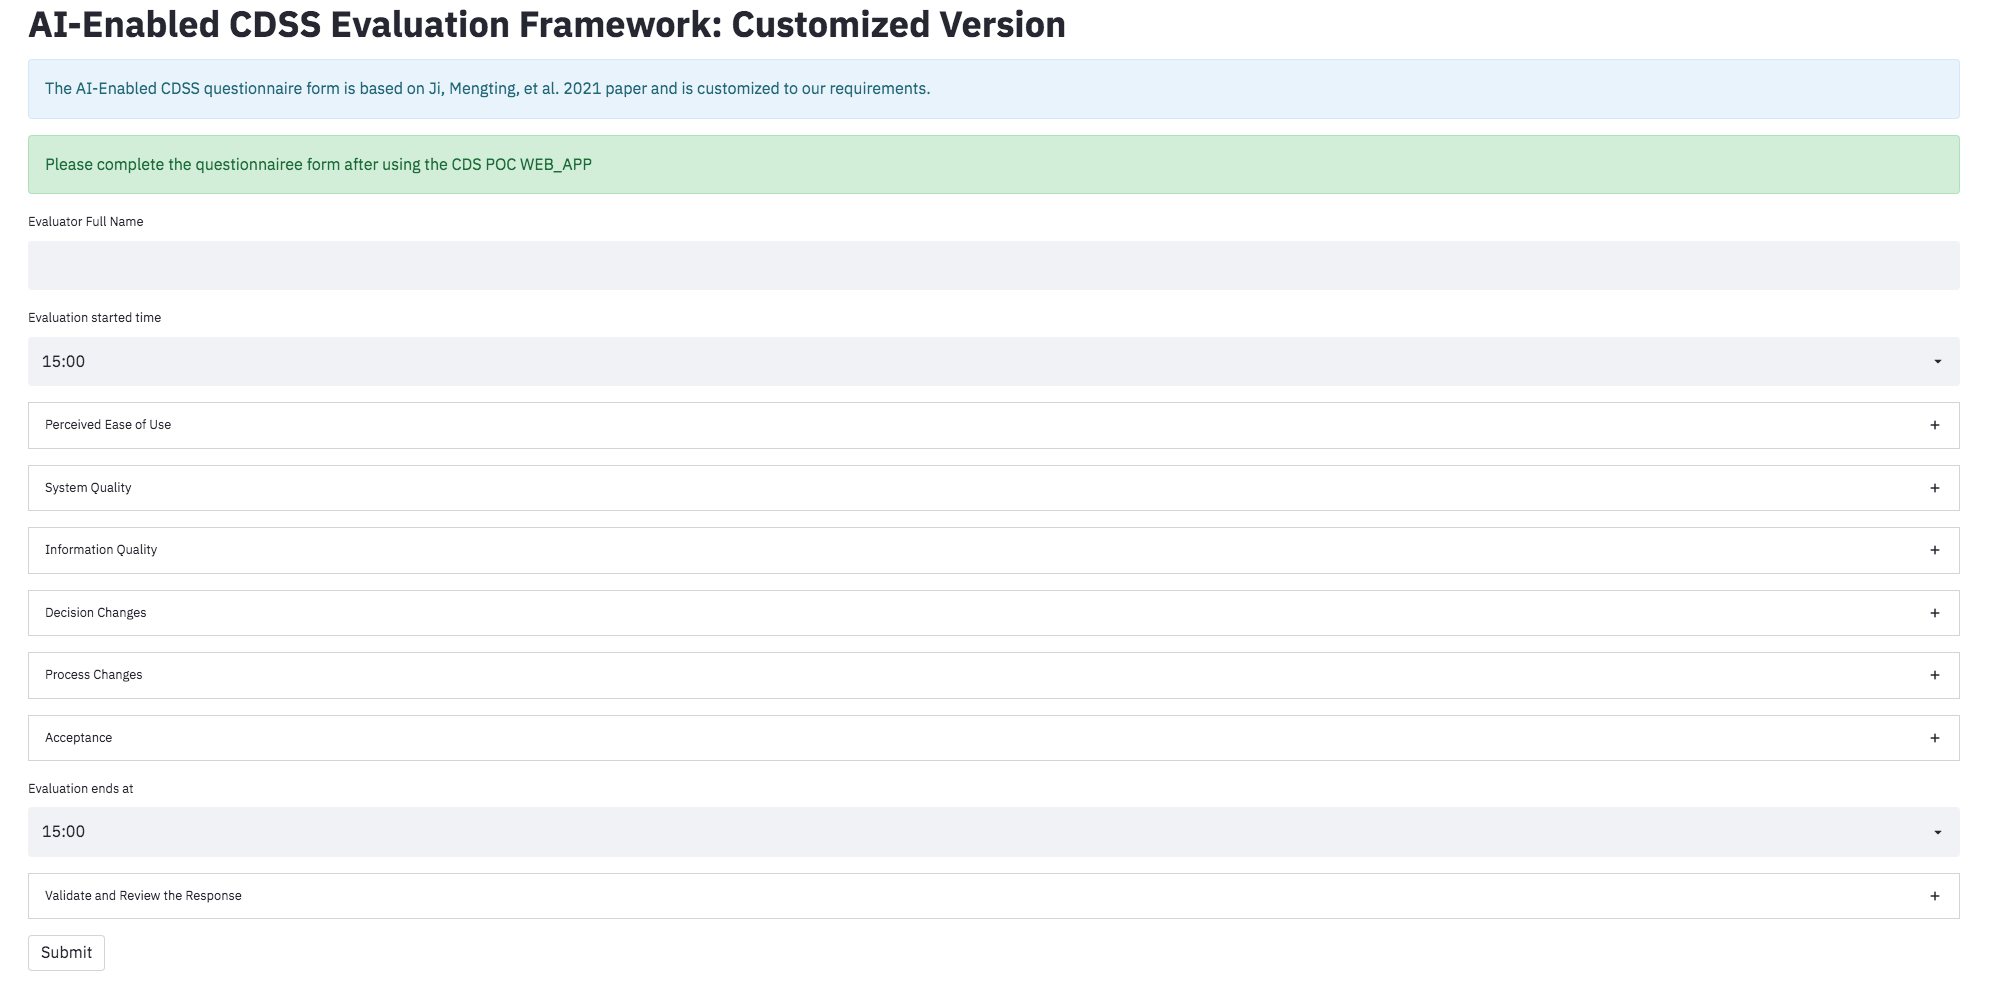 AI-Enabled CDSS Evaluation Framework: Customized Version
The AI-Enabled CDSS questionnaire form is based on Ji, Mengting, et al. 2021 paper and is customized to our requirements.
Please complete the questionnairee form after using the CDS POC WEB_APP
Evaluator Full Name
Evaluation started time
15:00
Perceived Ease of Use
System Quality
Information Quality
Decision Changes
Process Changes
Acceptance
Evaluation ends at
15:00
Validate and Review the Response
Submit